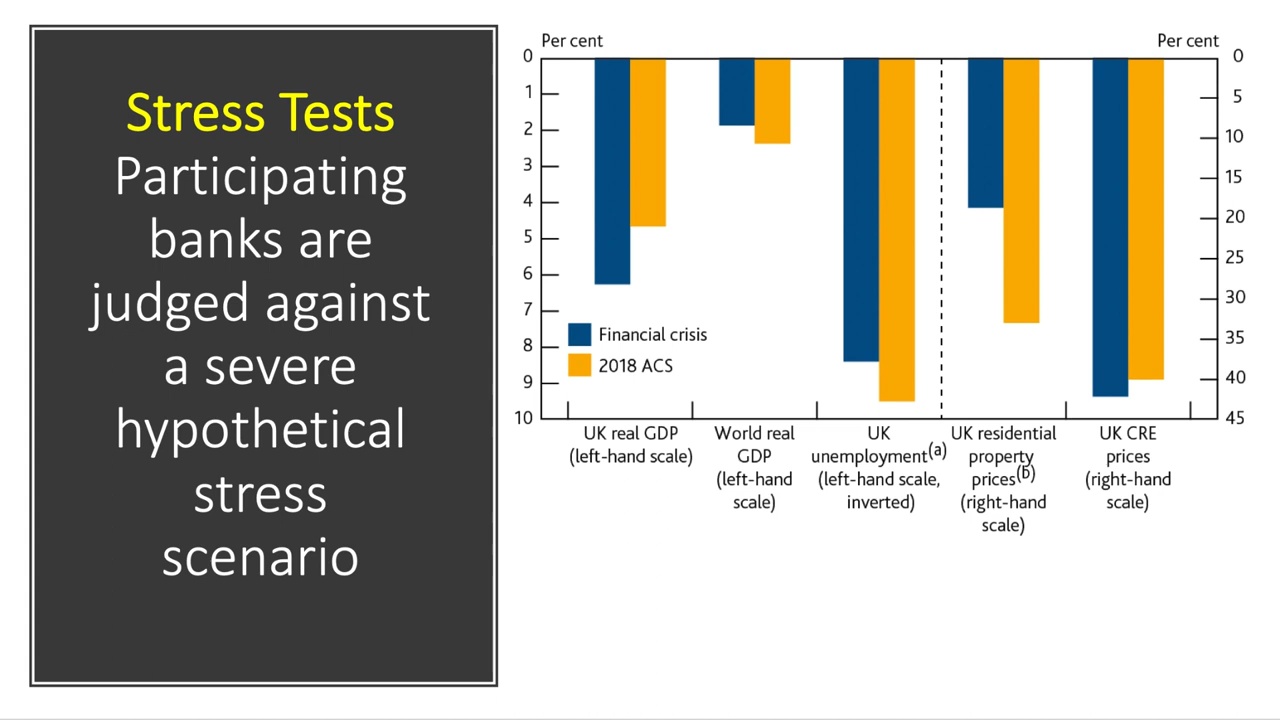 Stress Tests
Participating
banks are
judged against
a severe
hypothetical
stress
scenario
Per cent
Per cent
0
1
2
3
4
5
6
7
8
9
10
0
5
10
15
20
25
30
35
40
45
Financial crisis
2018 ACS
UK real GDP
(left-hand scale)
World real
GDP
(left-hand
scale)
UK
unemployment(a)
(left-hand scale,
inverted)
UK residential
property
prices(b)
(right-hand
scale)
UK CRE
prices
(right-hand
scale)